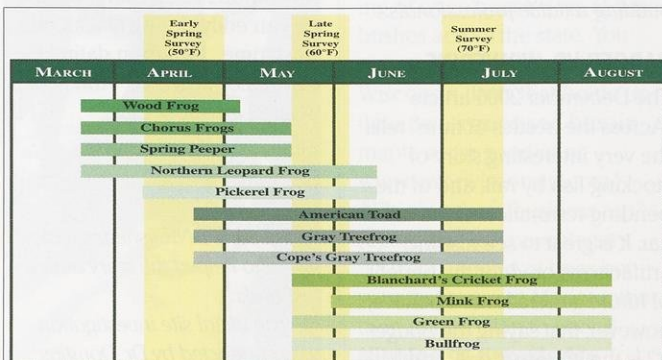 Early
Spring
Survey
(50°F)
Late
Spring
Survey
(60°F)
Summer
Survey
(70°F)
MARCH APRIL MAY JUNE JULY AUGUST
Wood Frog
Chorus Frogs
Spring Peeper
Northern Leopard Frog
Pickerel Frog
American Toad
Gray Treefrog
Cope's Gray Treefrog
Blanchard's Cricket Frog
Mink Frog
Green Frog
Bullfrog